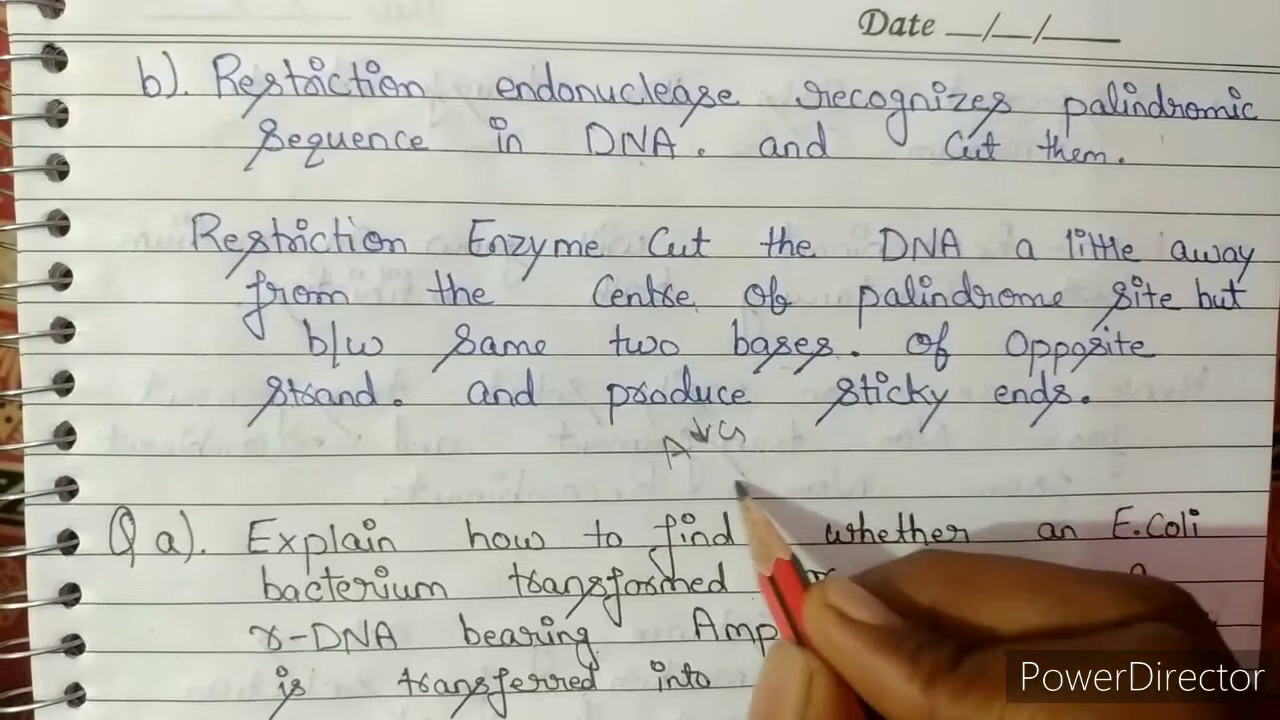 Date __/__/____
b). Restriction endonuclease recognizes palindromic
sequence in DNA. and Cut them.
Restriction Enzyme Cut the DNA a little away
from the Centre of palindrome site but
b/w same two bases. of Opposite
strand. and produce sticky ends.
A↓G
Q a). Explain how to find whether an E.Coli
bacterium transformed
r-DNA bearing Amp
is transferred into
PowerDirector